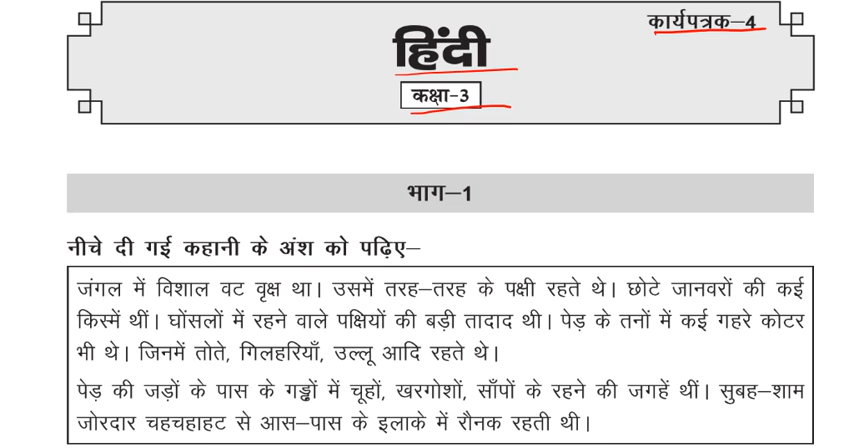 कार्यपत्रक–4
हिंदी
कक्षा-3
भाग–1
नीचे दी गई कहानी के अंश को पढ़िए–
जंगल में विशाल वट वृक्ष था। उसमें तरह–तरह के पक्षी रहते थे। छोटे जानवरों की कई
किस्में थीं। घोंसलों में रहने वाले पक्षियों की बड़ी तादाद थी। पेड़ के तनों में कई गहरे कोटर
भी थे। जिनमें तोते, गिलहरियाँ, उल्लू आदि रहते थे।
पेड़ की जड़ों के पास के गड्ढों में चूहों, खरगोशों, साँपों के रहने की जगहें थीं। सुबह–शाम
जोरदार चहचहाहट से आस–पास के इलाके में रौनक रहती थी।